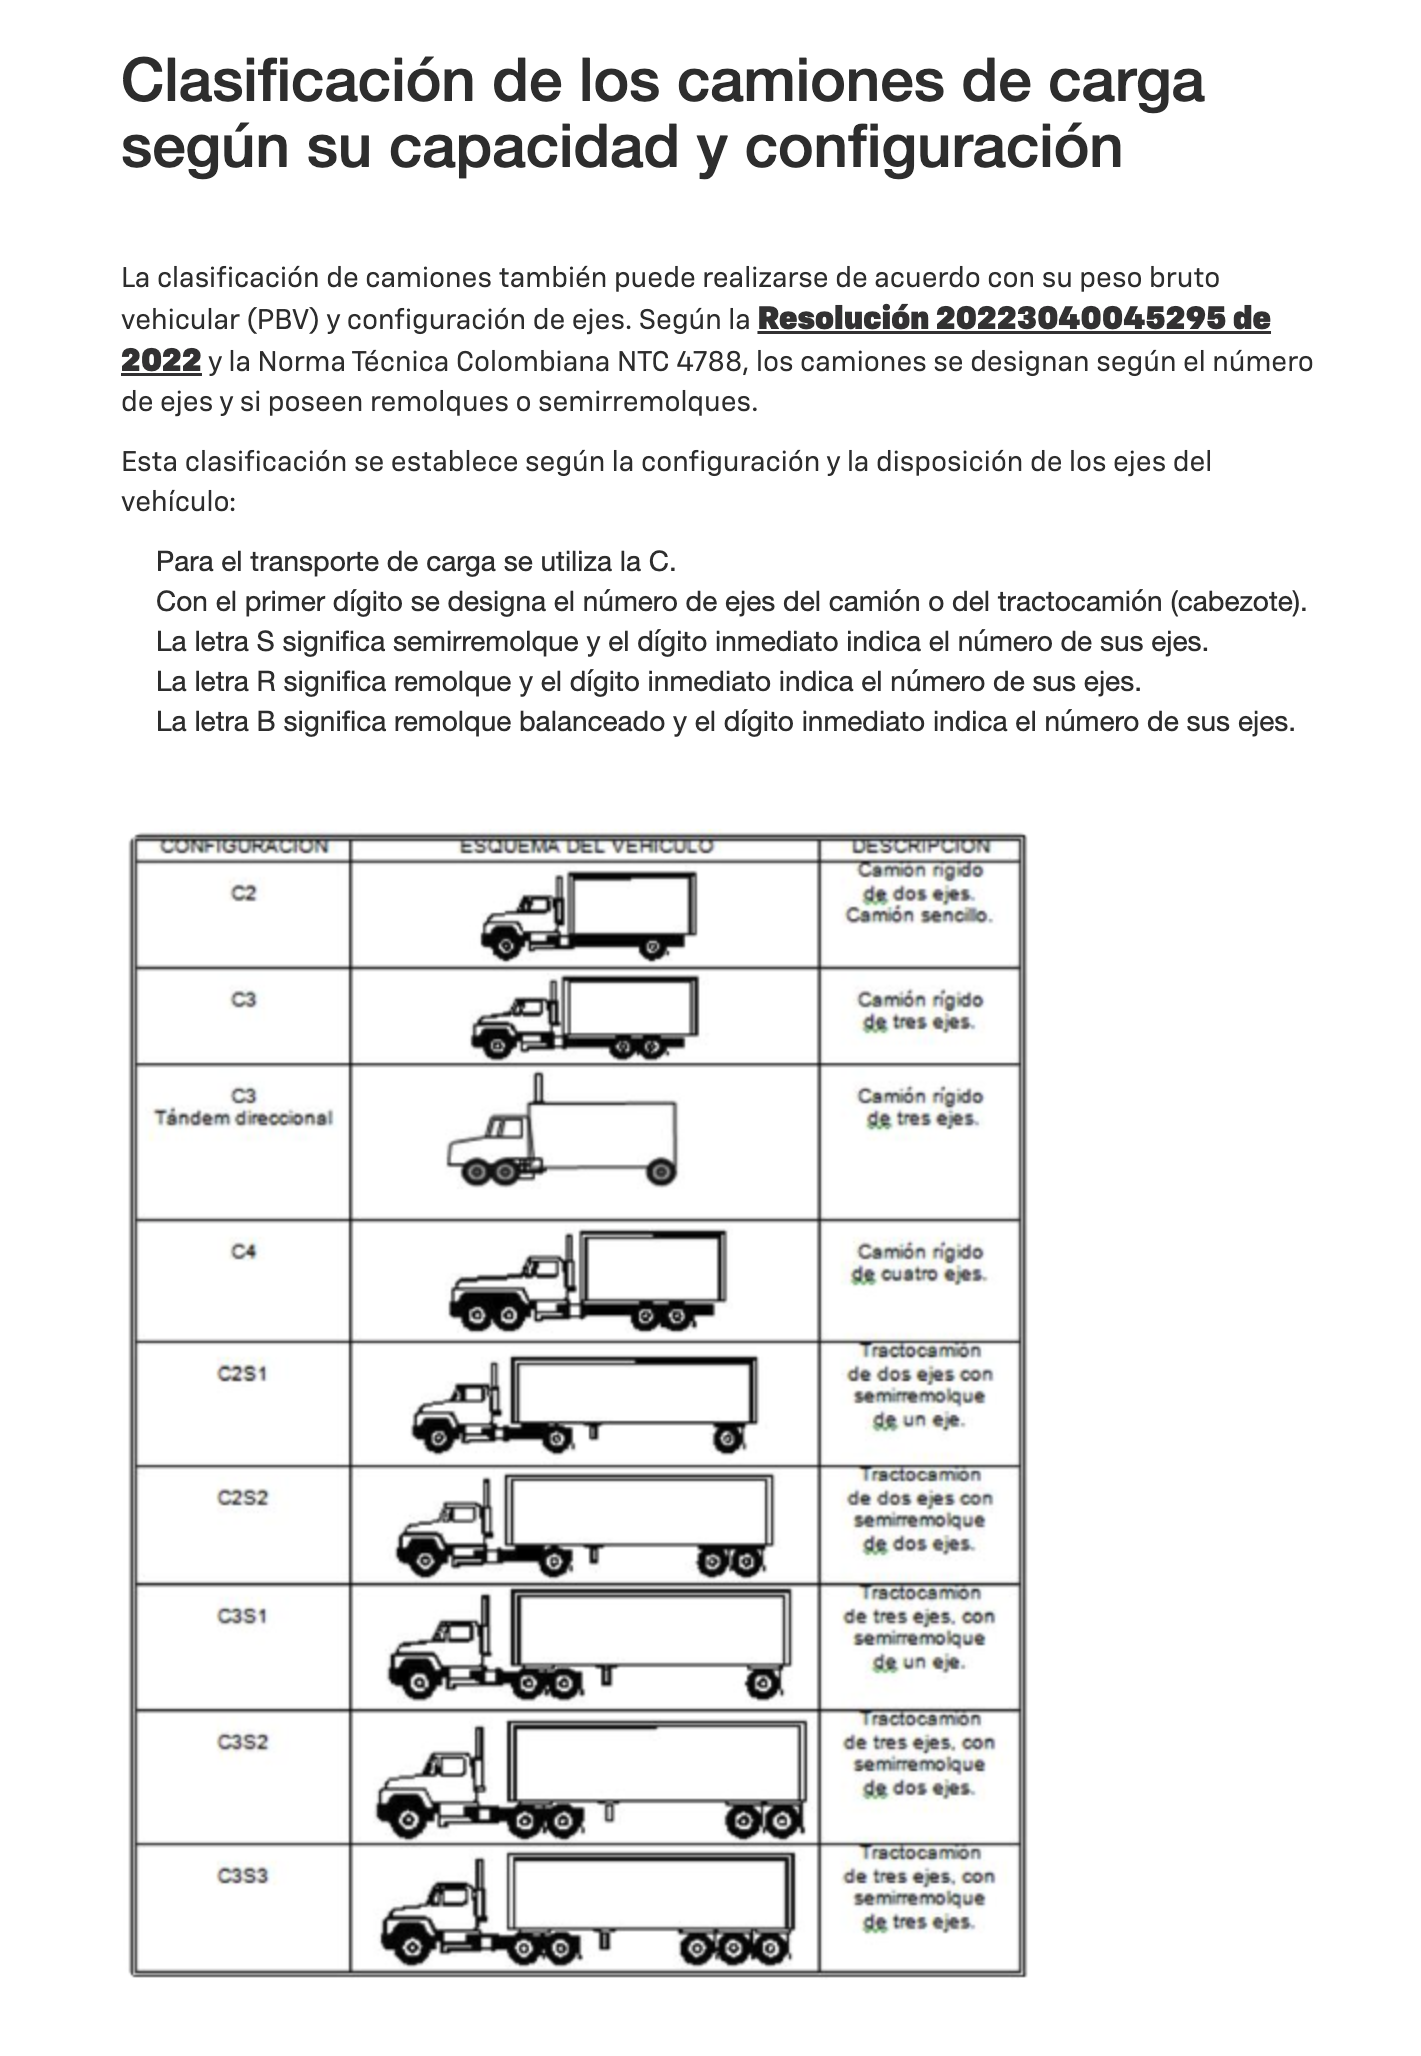 Clasificación de los camiones de carga
según su capacidad y configuración
La clasificación de camiones también puede realizarse de acuerdo con su peso bruto
vehicular (PBV) y configuración de ejes. Según la Resolución 20223040045295 de
2022 y la Norma Técnica Colombiana NTC 4788, los camiones se designan según el número
de ejes y si poseen remolques o semirremolques.
Esta clasificación se establece según la configuración y la disposición de los ejes del
vehículo:
Para el transporte de carga se utiliza la C.
Con el primer dígito se designa el número de ejes del camión o del tractocamión (cabezote).
La letra S significa semirremolque y el dígito inmediato indica el número de sus ejes.
La letra R significa remolque y el dígito inmediato indica el número de sus ejes.
La letra B significa remolque balanceado y el dígito inmediato indica el número de sus ejes.
CONFIGURACIÓN ESQUEMA DEL VEHÍCULO DESCRIPCIÓN
C2
Camión rígido
de dos ejes.
Camión sencillo.
C3
Camión rígido
de tres ejes.
C3
Tándem direccional
Camión rígido
de tres ejes.
C4
Camión rígido
de cuatro ejes.
C2S1
Tractocamión
de dos ejes con
semirremolque
de un eje.
C2S2
Tractocamión
de dos ejes con
semirremolque
de dos ejes.
C3S1
Tractocamión
de tres ejes, con
semirremolque
de un eje.
C3S2
Tractocamión
de tres ejes, con
semirremolque
de dos ejes.
C3S3
Tractocamión
de tres ejes, con
semirremolque
de tres ejes.